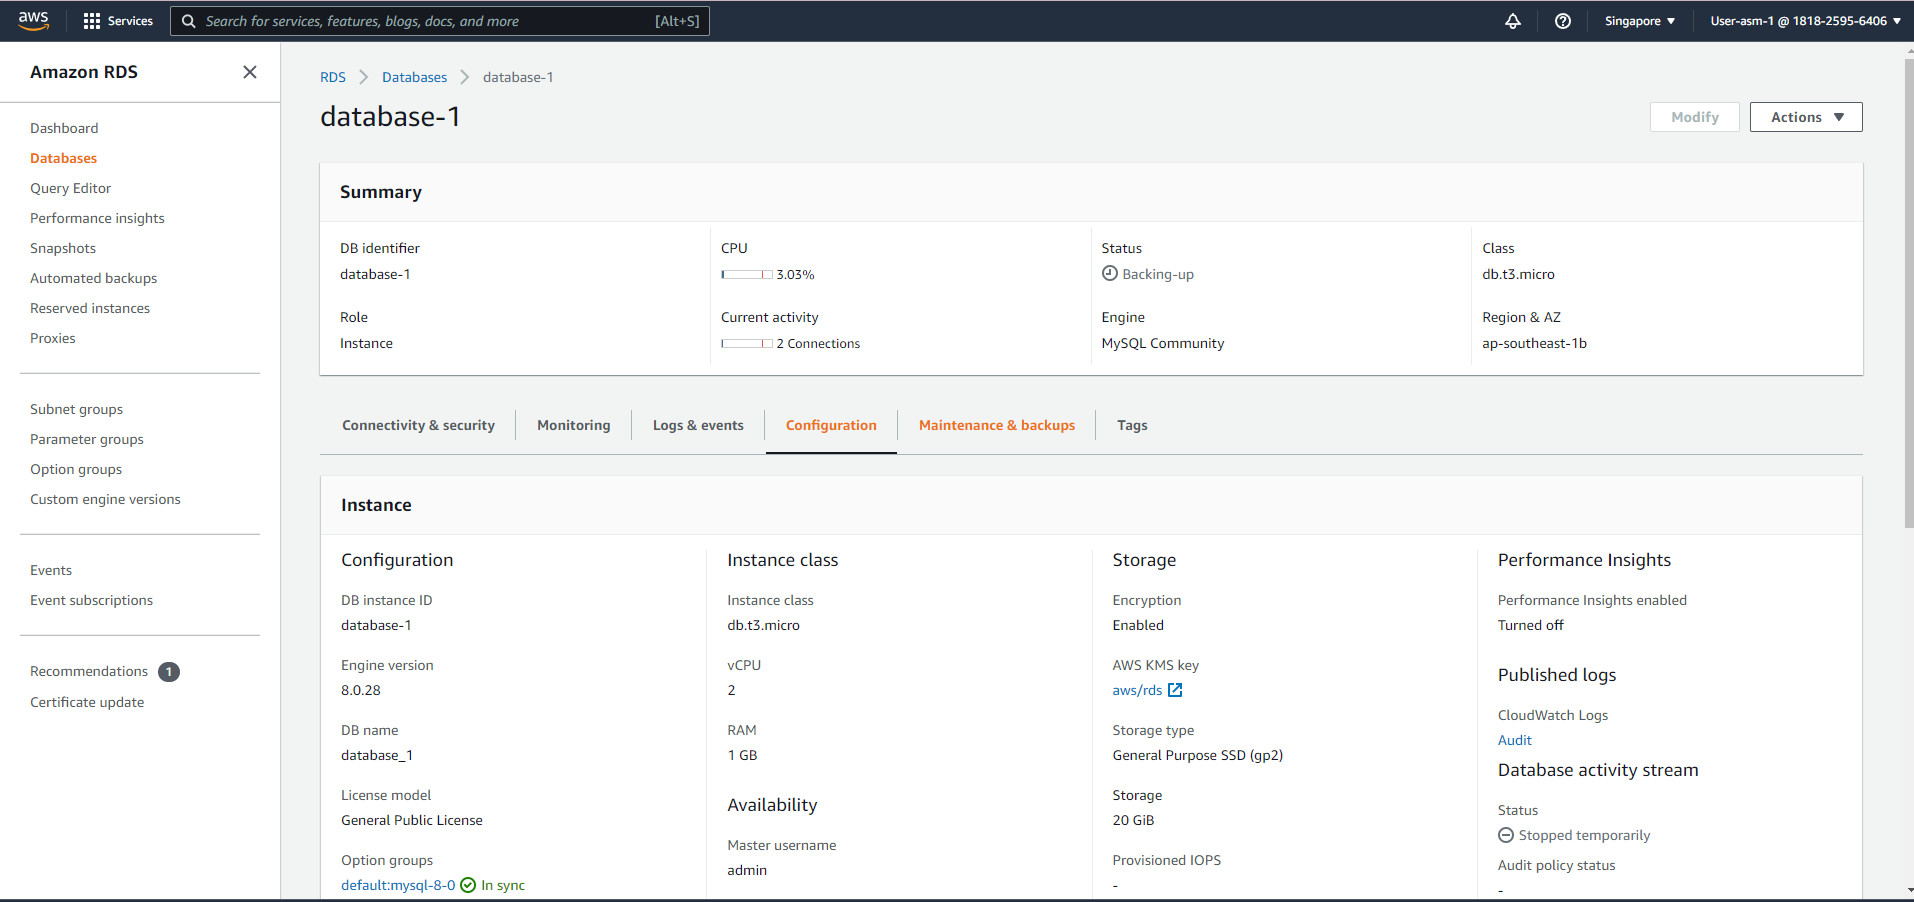 aws
Services
Search for services, features, blogs, docs, and more
[Alt+S]
Singapore
User-asm-1 @ 1818-2595-6406
Amazon RDS
Dashboard
Databases
Query Editor
Performance insights
Snapshots
Automated backups
Reserved instances
Proxies
Subnet groups
Parameter groups
Option groups
Custom engine versions
Events
Event subscriptions
Recommendations 1
Certificate update
RDS
Databases
database-1
database-1
Modify
Actions
Summary
DB identifier
database-1
CPU
3.03%
Status
Backing-up
Class
db.t3.micro
Role
Instance
Current activity
2 Connections
Engine
MySQL Community
Region & AZ
ap-southeast-1b
Connectivity & security
Monitoring
Logs & events
Configuration
Maintenance & backups
Tags
Instance
Configuration
DB instance ID
database-1
Engine version
8.0.28
DB name
database_1
License model
General Public License
Option groups
default:mysql-8-0 In sync
Instance class
Instance class
db.t3.micro
vCPU
2
RAM
1 GB
Availability
Master username
admin
Storage
Encryption
Enabled
AWS KMS key
aws/rds
Storage type
General Purpose SSD (gp2)
Storage
20 GiB
Provisioned IOPS
-
Performance Insights
Performance Insights enabled
Turned off
Published logs
CloudWatch Logs
Audit
Database activity stream
Status
Stopped temporarily
Audit policy status
-